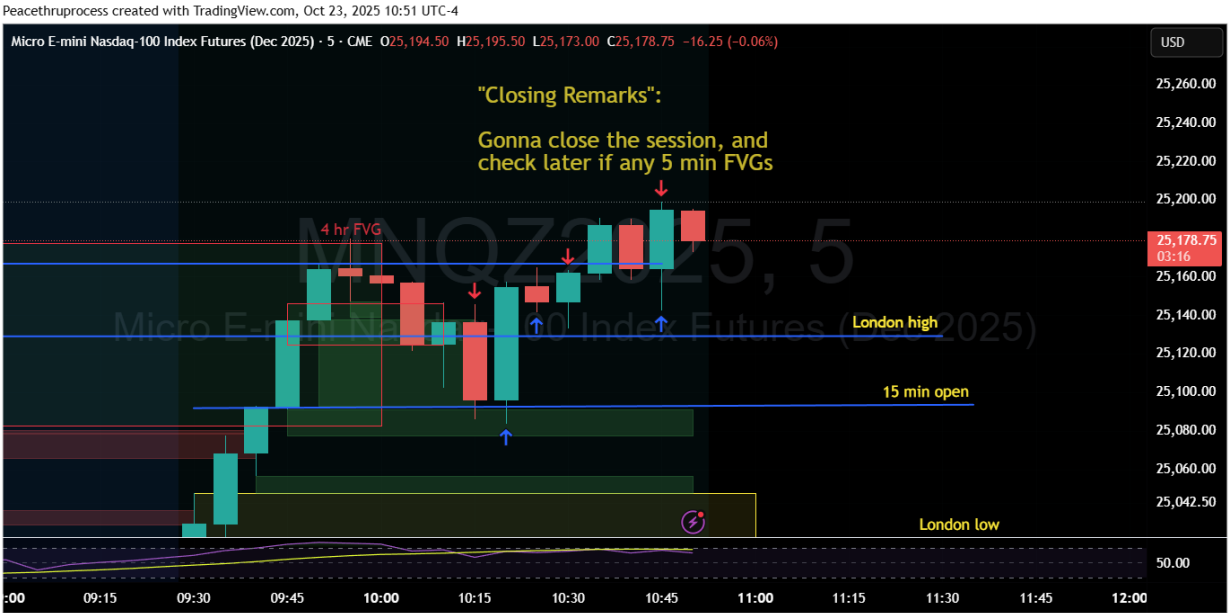 Peacethruprocess created with TradingView.com, Oct 23, 2025 10:51 UTC-4
Micro E-mini Nasdaq-100 Index Futures (Dec 2025) · 5 · CME O25,194.50 H25,195.50 L25,173.00 C25,178.75 −16.25 (−0.06%)
USD
"Closing Remarks":
Gonna close the session, and
check later if any 5 min FVGs
4 hr FVG
MNQZ2025, 5
Micro E-mini Nasdaq-100 Index Futures (Dec 2025)
London high
15 min open
London low
25,260.00
25,240.00
25,220.00
25,200.00
25,178.75
03:16
25,160.00
25,140.00
25,120.00
25,100.00
25,080.00
25,060.00
25,042.50
50.00
:00 09:15 09:30 09:45 10:00 10:15 10:30 10:45 11:00 11:15 11:30 11:45 12:00